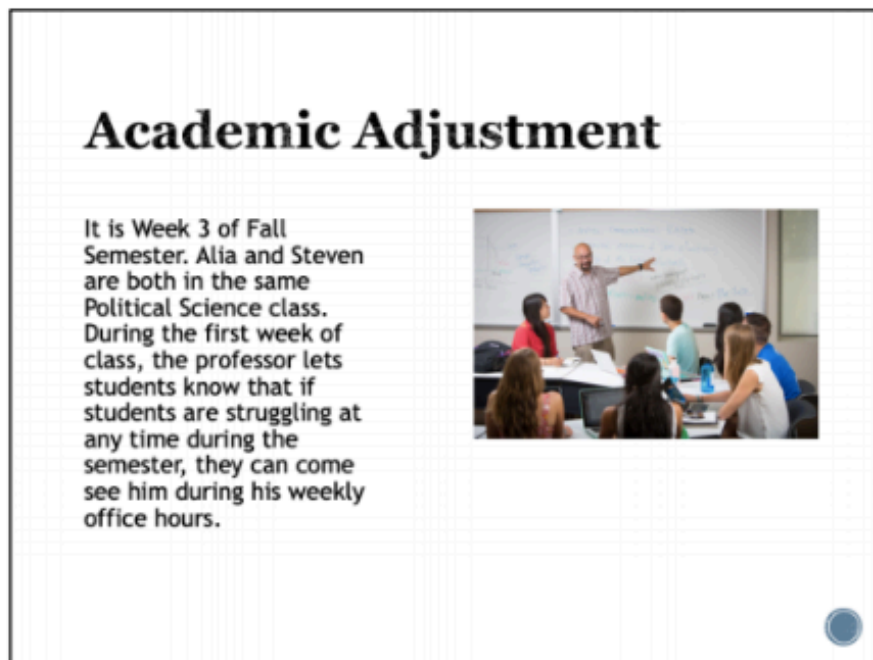 Academic Adjustment
It is Week 3 of Fall
Semester. Alia and Steven
are both in the same
Political Science class.
During the first week of
class, the professor lets
students know that if
students are struggling at
any time during the
semester, they can come
see him during his weekly
office hours.